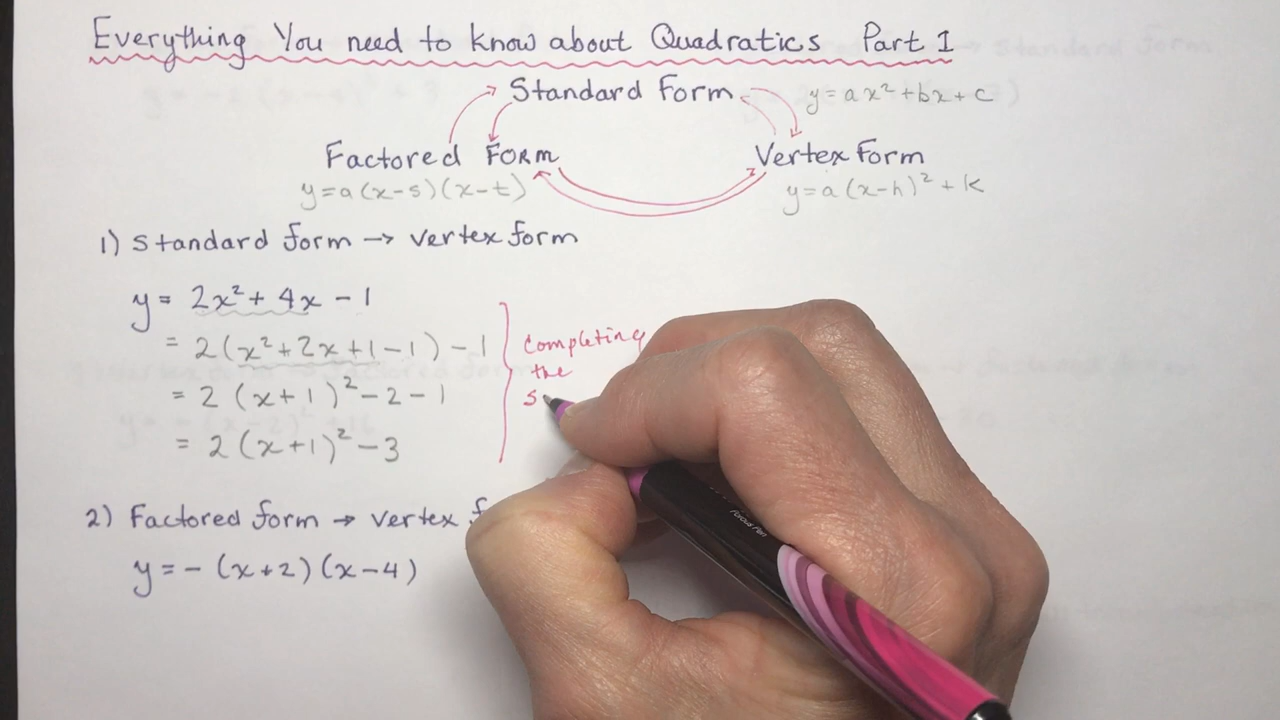 Everything You need to know about Quadratics Part 1
Standard Form y=ax²+bx+c
Factored Form Vertex form
y=a(x-s)(x-t) y=a(x-h)²+k
1) Standard form → vertex form
y = 2x²+ 4x - 1
= 2(x²+2x+1-1)-1
= 2 (x+1)²-2-1
= 2(x+1)²-3
completing
the
s
2) Factored form → vertex f
y=-(x+2)(x-4)
Porous Pen